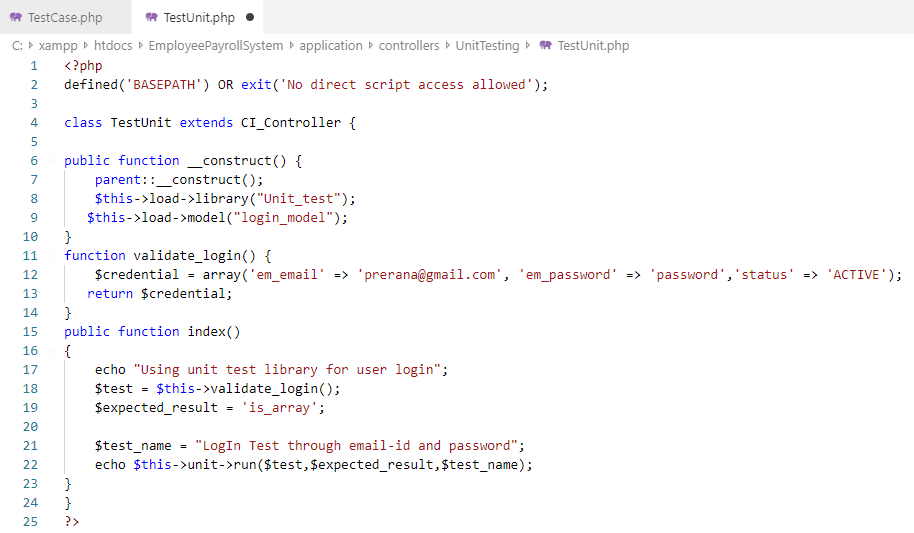 TestCase.php TestUnit.php ●
C: > xampp > htdocs > EmployeePayrollSystem > application > controllers > UnitTesting > TestUnit.php
1 <?php
2 defined('BASEPATH') OR exit('No direct script access allowed');
3
4 class TestUnit extends CI_Controller {
5
6 public function __construct() {
7     parent::__construct();
8     $this->load->library("Unit_test");
9    $this->load->model("login_model");
10 }
11 function validate_login() {
12     $credential = array('em_email' => 'prerana@gmail.com', 'em_password' => 'password','status' => 'ACTIVE');
13    return $credential;
14 }
15 public function index()
16 {
17     echo "Using unit test library for user login";
18     $test = $this->validate_login();
19     $expected_result = 'is_array';
20
21     $test_name = "LogIn Test through email-id and password";
22     echo $this->unit->run($test,$expected_result,$test_name);
23 }
24 }
25 ?>